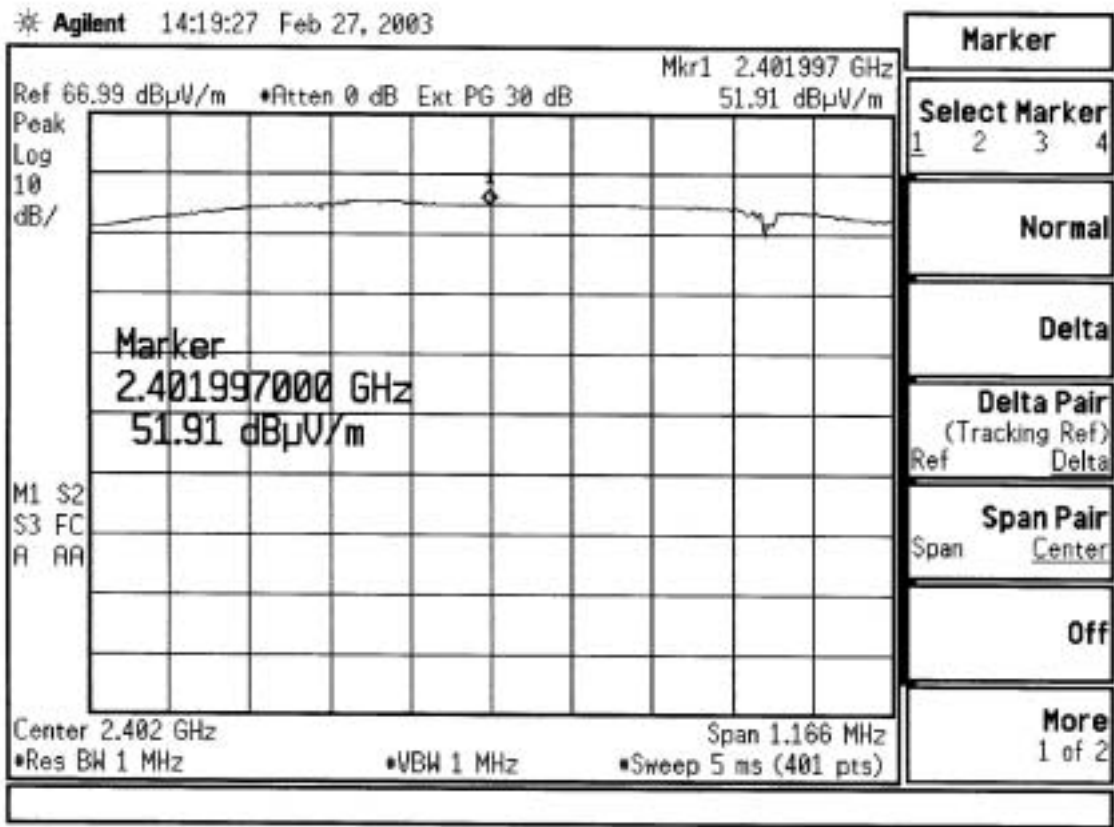 Agilent 14:19:27 Feb 27, 2003
Mkr1 2.401997 GHz
Ref 66.99 dBµV/m *Atten 0 dB Ext PG 30 dB 51.91 dBµV/m
Peak
Log
10
dB/
1
Marker
2.401997000 GHz
51.91 dBµV/m
M1 S2
S3 FC
A AA
Center 2.402 GHz Span 1.166 MHz
*Res BW 1 MHz *VBW 1 MHz *Sweep 5 ms (401 pts)
Marker
Select Marker
1 2 3 4
Normal
Delta
Delta Pair
(Tracking Ref)
Ref Delta
Span Pair
Span Center
Off
More
1 of 2